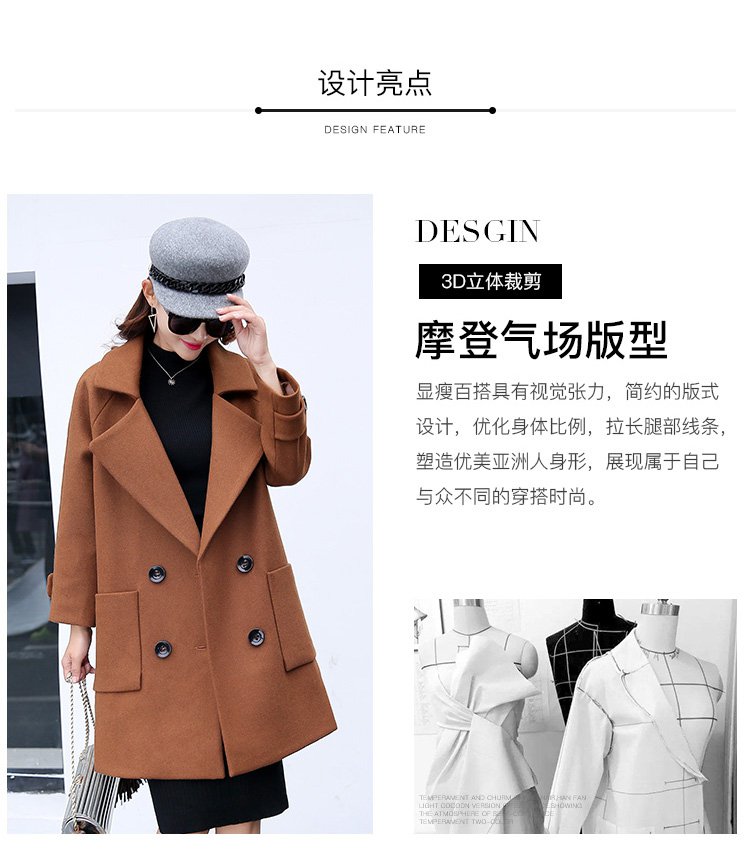 设计亮点
DESIGN FEATURE
DESGIN
3D立体裁剪
摩登气场版型
显瘦百搭具有视觉张力，简约的版式
设计，优化身体比例，拉长腿部线条，
塑造优美亚洲人身形，展现属于自己
与众不同的穿搭时尚。
TEMPERAMENT AND CHURM
HAN FAN
LIGHT COCOON VERSION
SHOWING
THE ATMOSPHERE OF
TEMPERAMENT TWO-COLOR